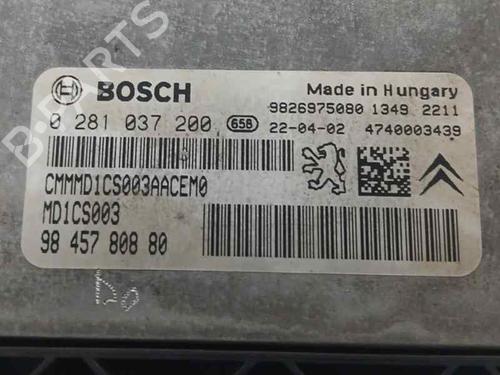 BOSCH
Made in Hungary
9826975080 1349 2211
0 281 037 200 658
22-04-02 4740003439
CMMMD1CS003AACEM0
MD1CS003
98 457 808 80
B-PARTS